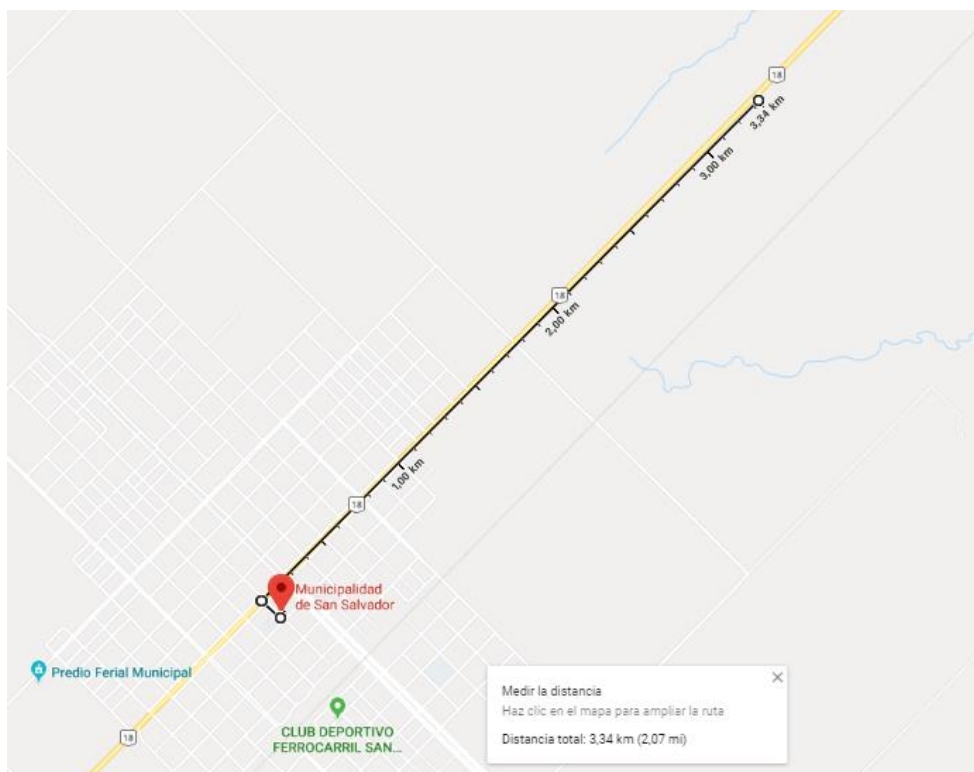 18
3,34 km
3,00 km
18
2,00 km
1,00 km
18
Municipalidad
de San Salvador
Predio Ferial Municipal
CLUB DEPORTIVO
FERROCARRIL SAN...
18
Medir la distancia
Haz clic en el mapa para ampliar la ruta
Distancia total: 3,34 km (2,07 mi)